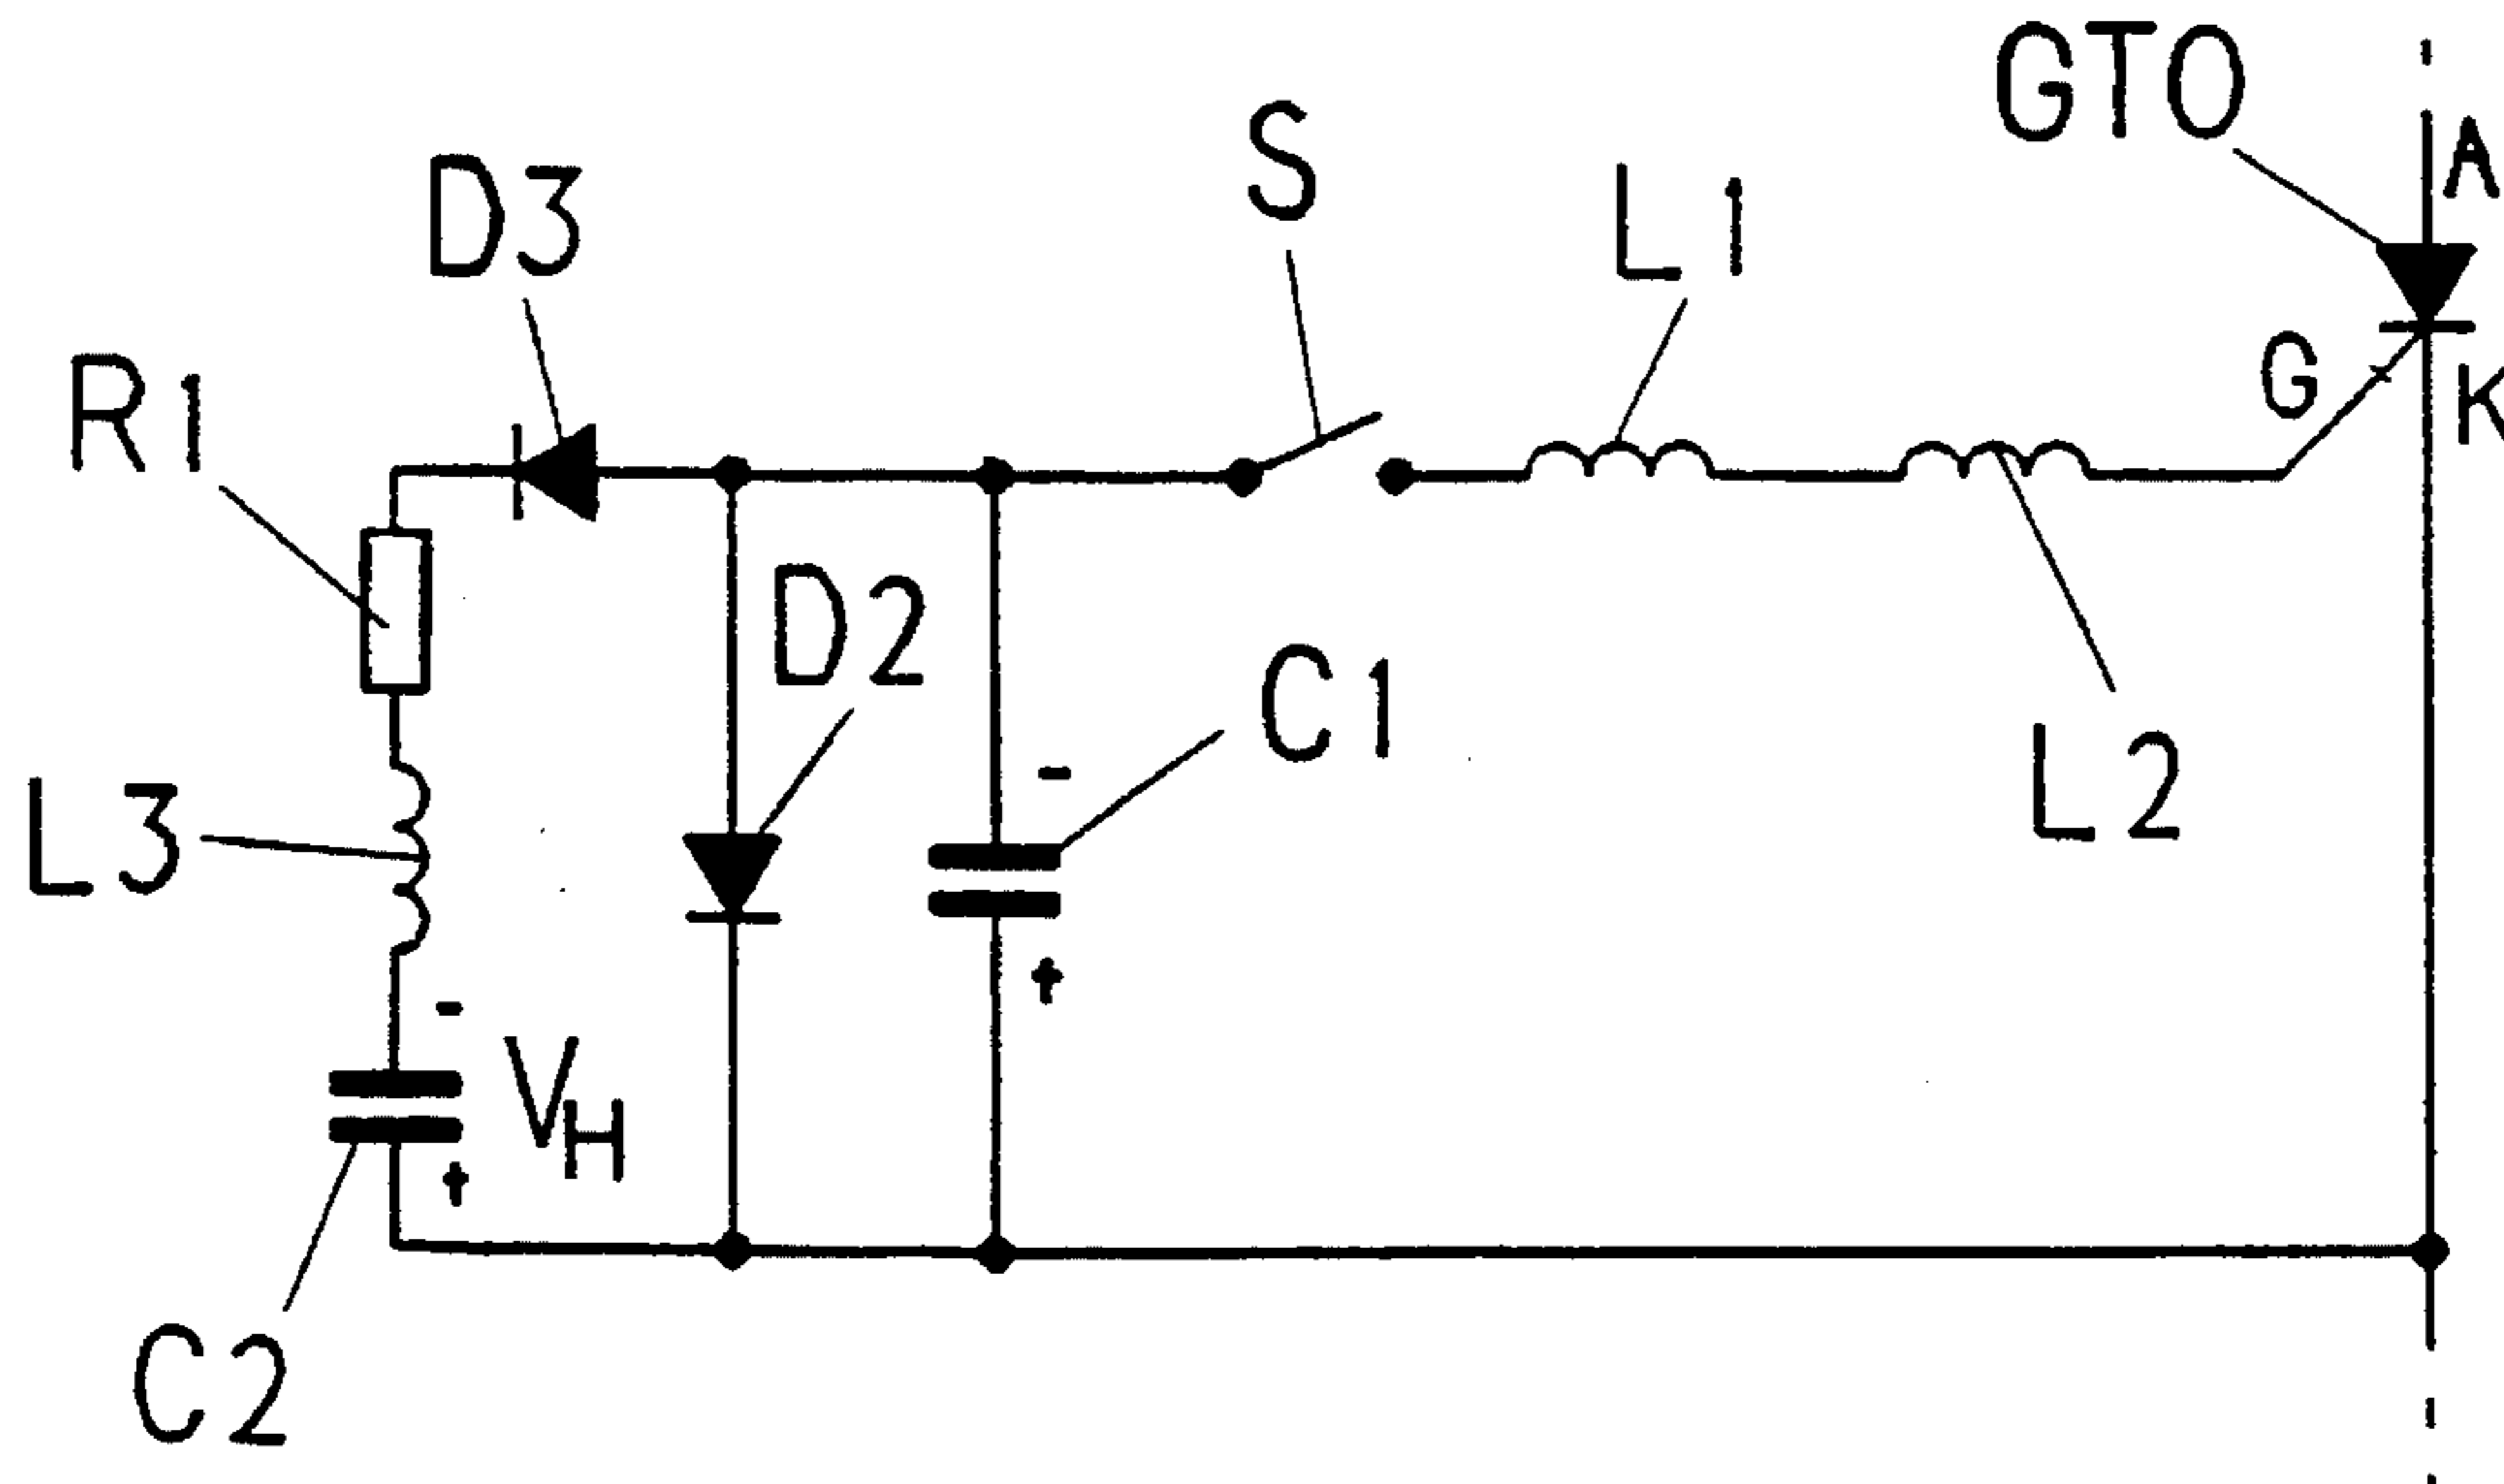 GTO
A
S
L1
D3
R1
G
K
D2
C1
-
L3
L2
+
-
VH
+
C2